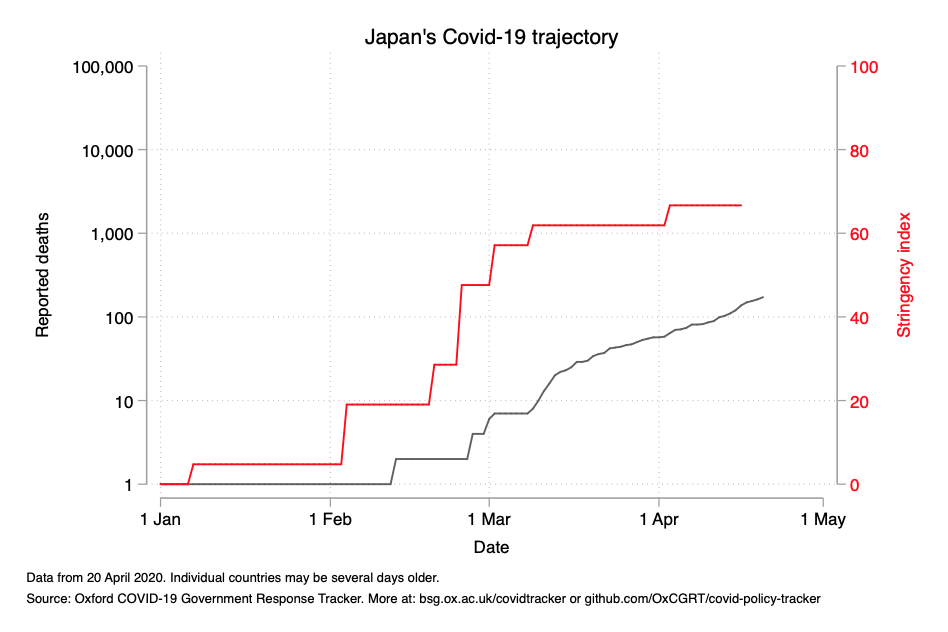 Japan's Covid-19 trajectory
100,000
10,000
1,000
100
10
1
Reported deaths
100
80
60
40
20
0
Stringency index
1 Jan
1 Feb
1 Mar
1 Apr
1 May
Date
Data from 20 April 2020. Individual countries may be several days older.
Source: Oxford COVID-19 Government Response Tracker. More at: bsg.ox.ac.uk/covidtracker or github.com/OxCGRT/covid-policy-tracker